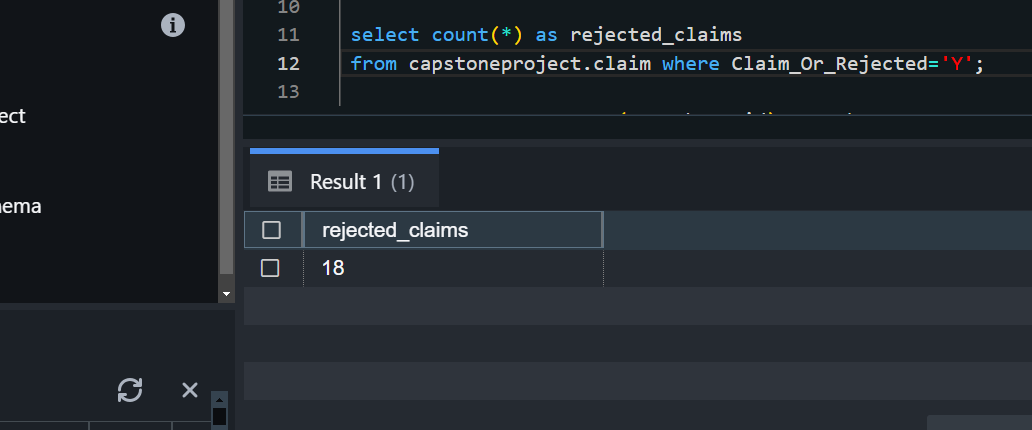 10
11 select count(*) as rejected_claims
12 from capstoneproject.claim where Claim_Or_Rejected='Y';
13
ect
ema
Result 1 (1)
rejected_claims
18